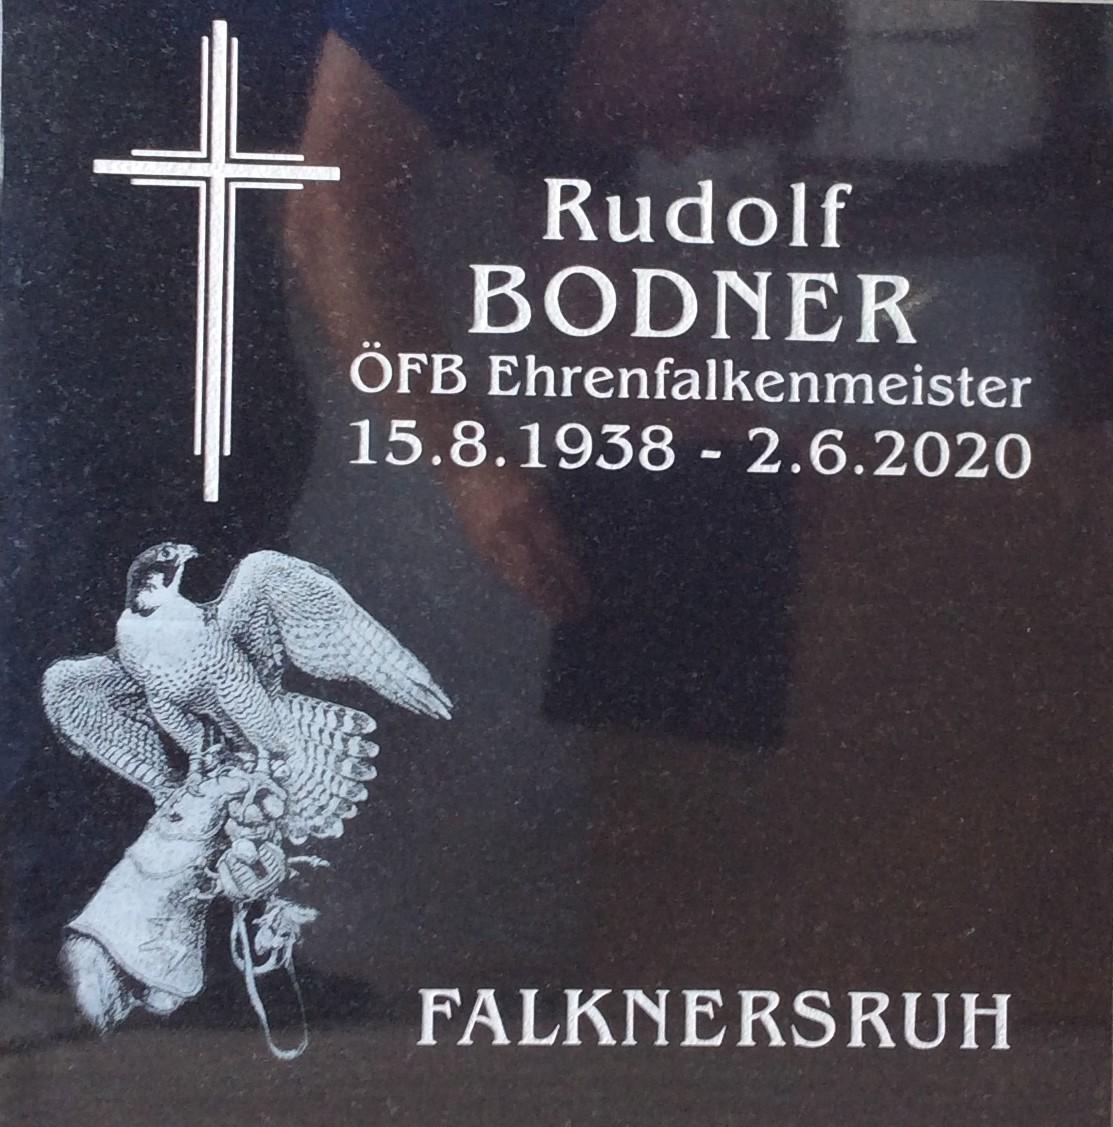 Rudolf
BODNER
ÖFB Ehrenfalkenmeister
15.8.1938 - 2.6.2020
FALKNERSRUH